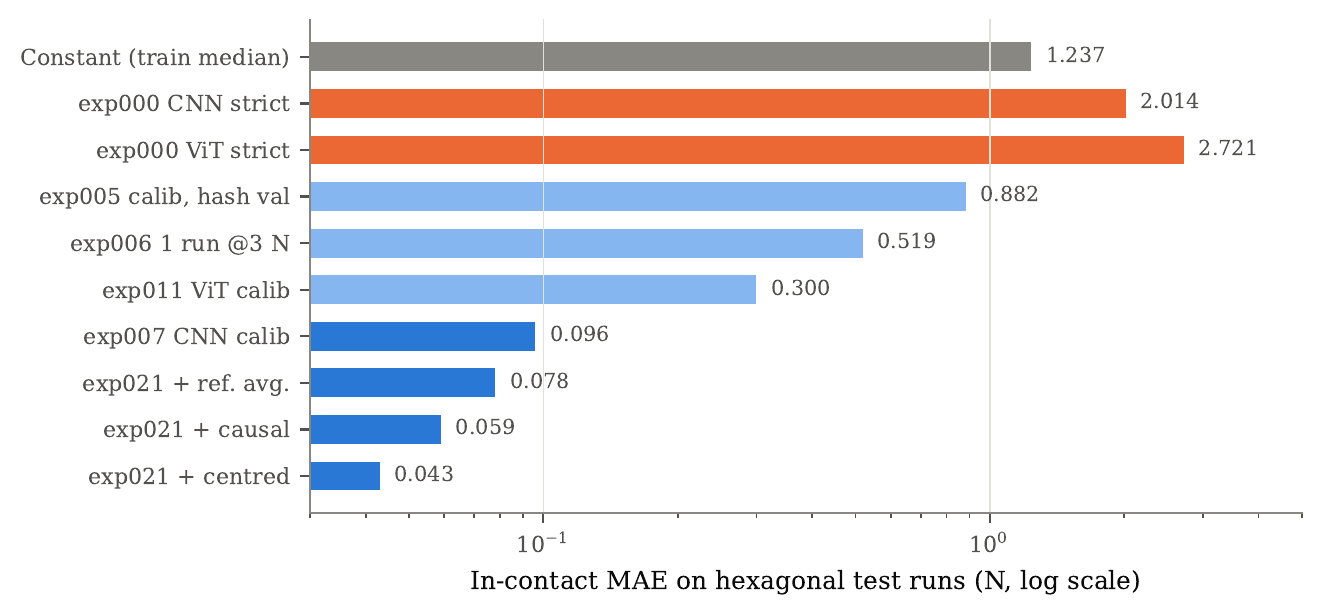 Constant (train median) 1.237
exp000 CNN strict 2.014
exp000 ViT strict 2.721
exp005 calib, hash val 0.882
exp006 1 run @3 N 0.519
exp011 ViT calib 0.300
exp007 CNN calib 0.096
exp021 + ref. avg. 0.078
exp021 + causal 0.059
exp021 + centred 0.043
10⁻¹ 10⁰
In-contact MAE on hexagonal test runs (N, log scale)